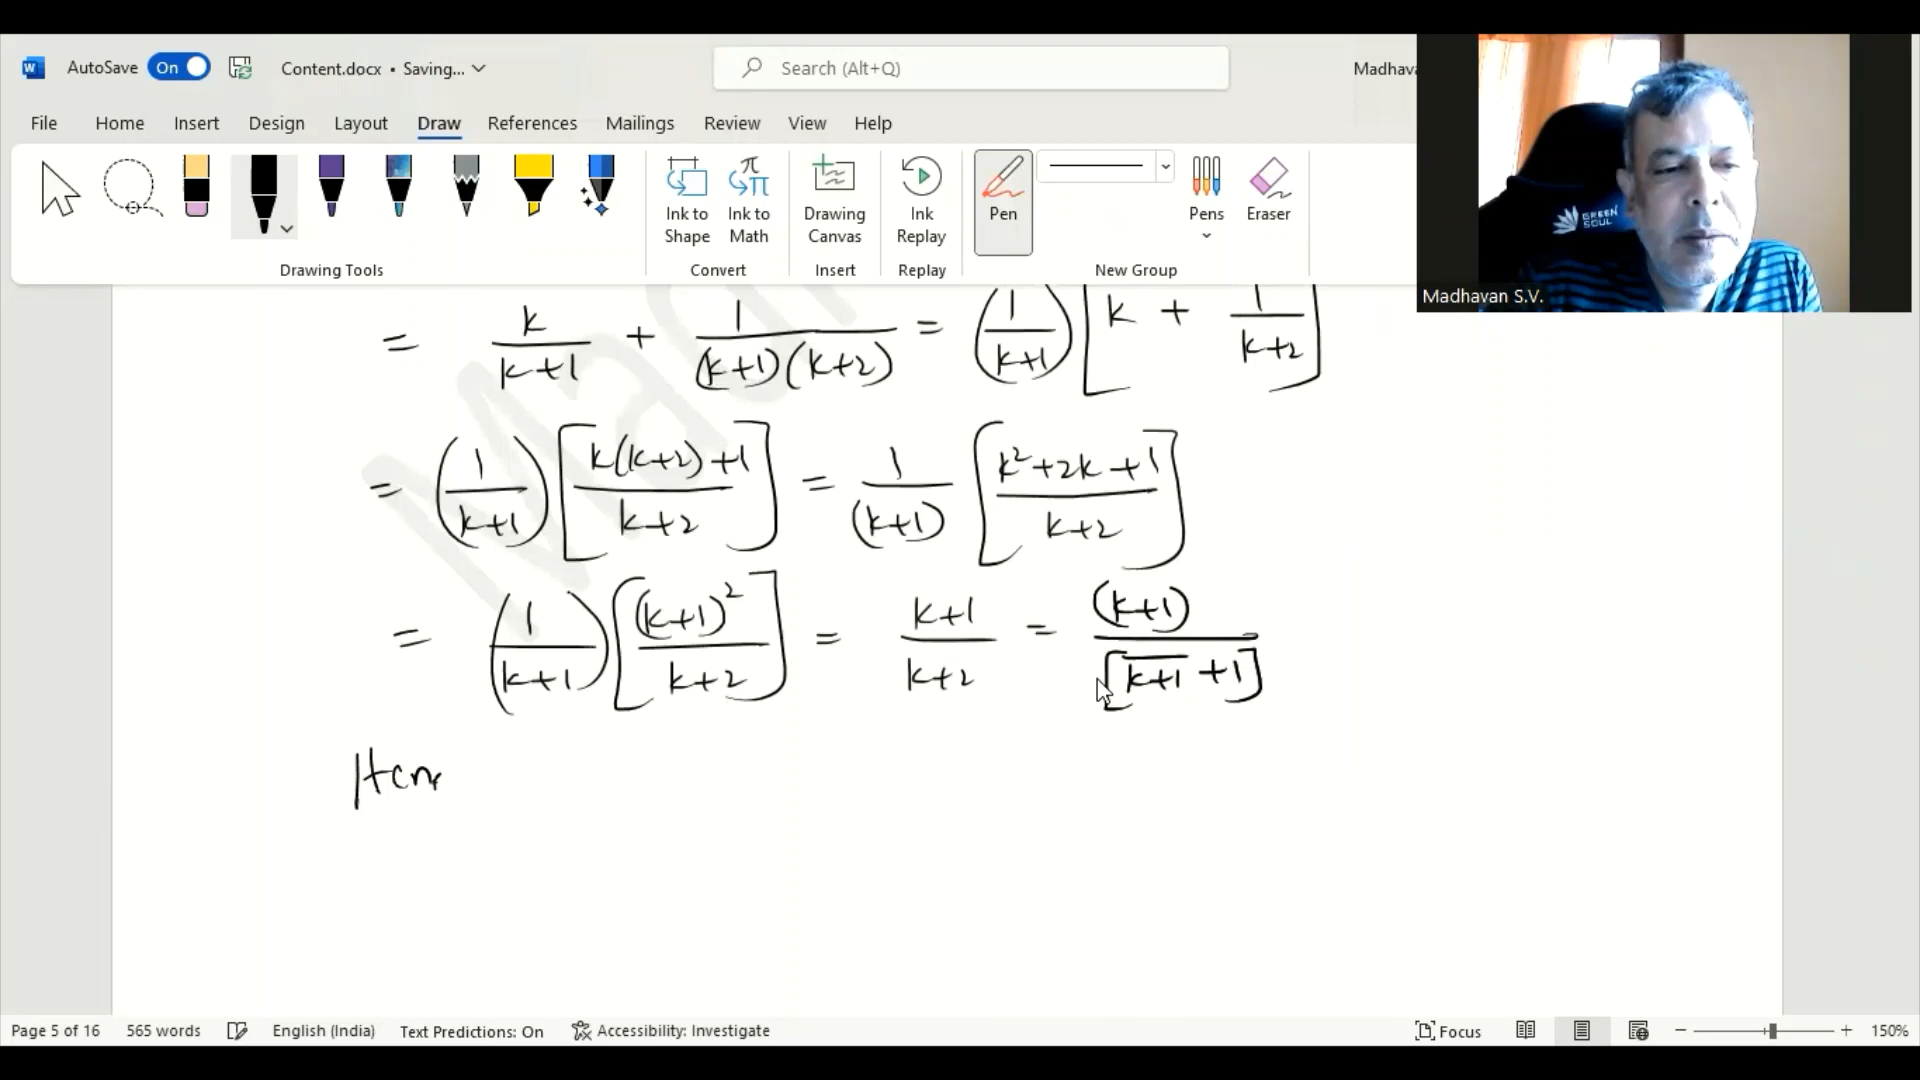 AutoSave On Content.docx • Saving... Search (Alt+Q) Madhava
File Home Insert Design Layout Draw References Mailings Review View Help
Ink to Shape Ink to Math Drawing Canvas Ink Replay Pen Pens Eraser
Drawing Tools Convert Insert Replay New Group
GREEN SOUL
Madhavan S.V.
= k/(k+1) + 1/((k+1)(k+2)) = (1/(k+1)) [k + 1/(k+2)]
= (1/(k+1)) [(k(k+2)+1)/(k+2)] = 1/(k+1) [(k²+2k+1)/(k+2)]
= (1/(k+1)) [(k+1)²/(k+2)] = (k+1)/(k+2) = (k+1)/[k+1 +1]
Page 5 of 16 565 words English (India) Text Predictions: On Accessibility: Investigate Focus 150%